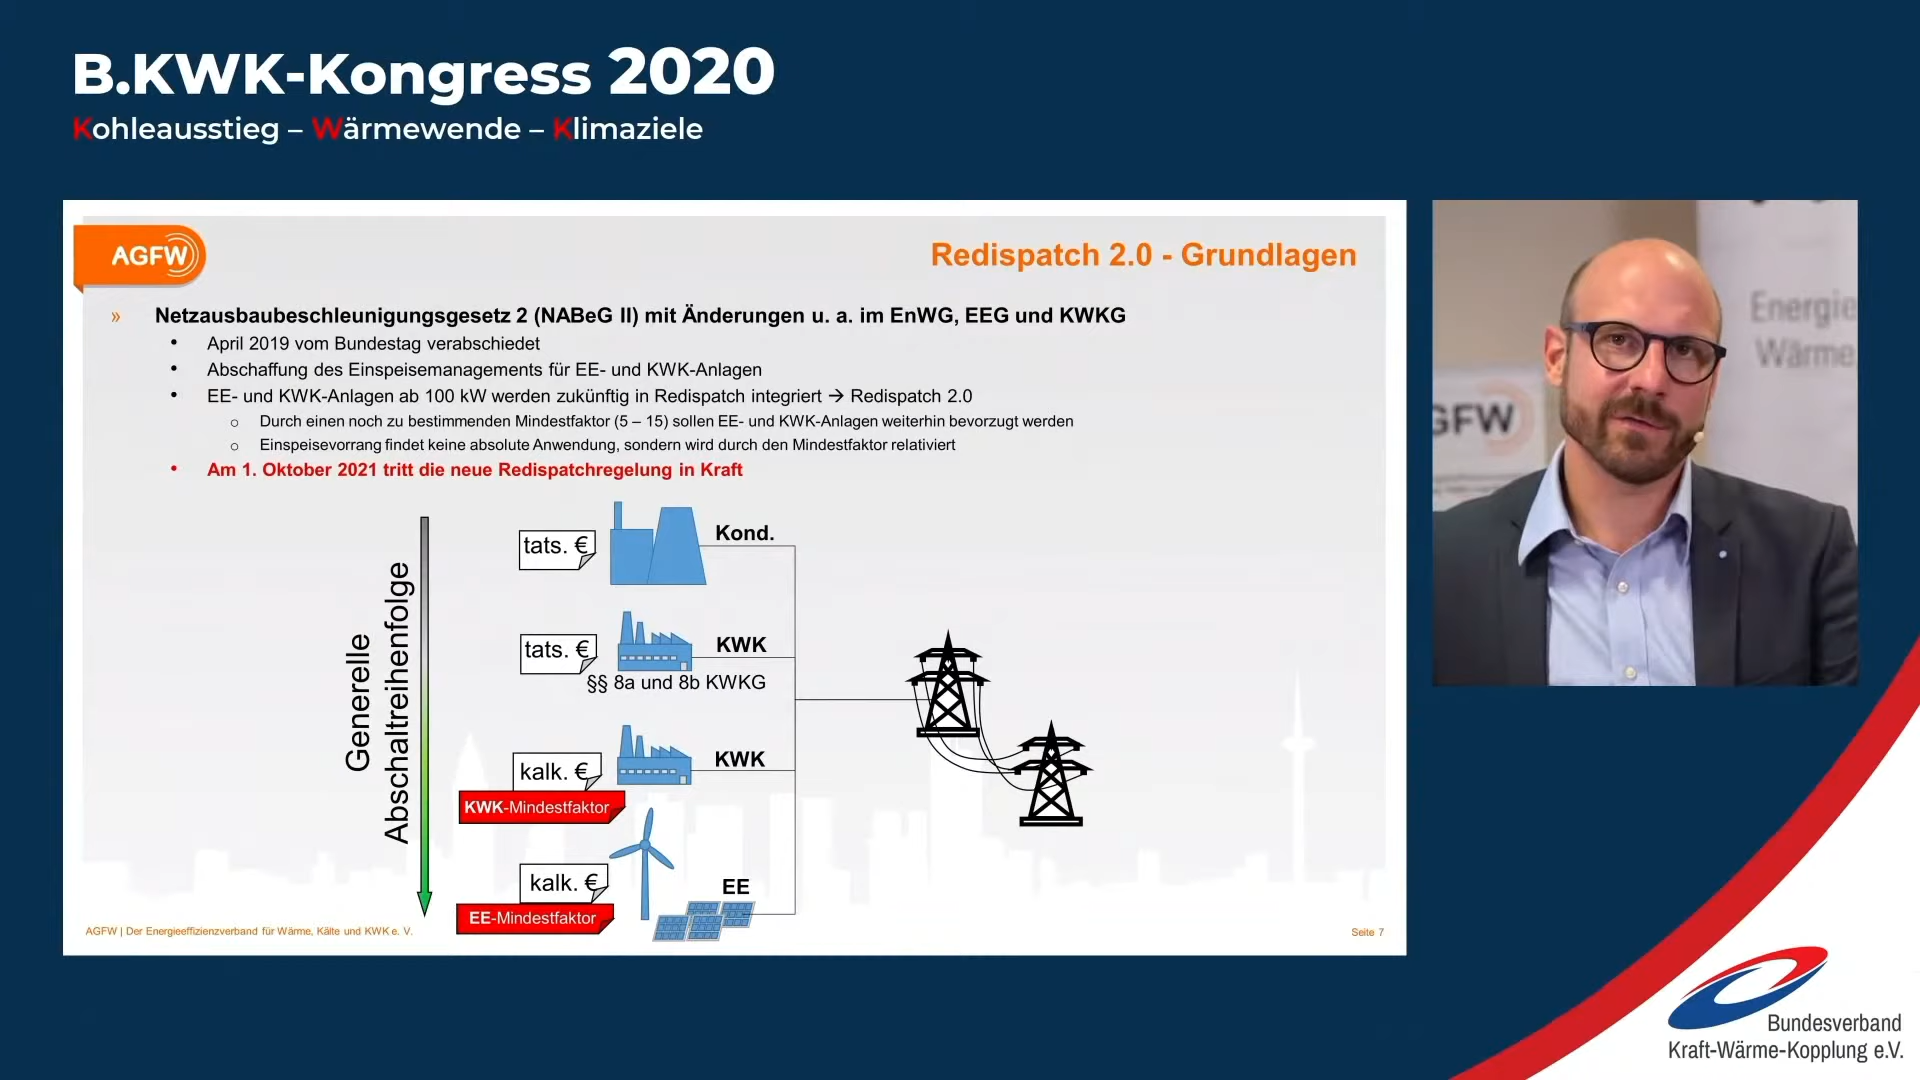 B.KWK-Kongress 2020
Kohleausstieg – Wärmewende – Klimaziele
AGFW
Redispatch 2.0 - Grundlagen
» Netzausbaubeschleunigungsgesetz 2 (NABeG II) mit Änderungen u. a. im EnWG, EEG und KWKG
• April 2019 vom Bundestag verabschiedet
• Abschaffung des Einspeisemanagements für EE- und KWK-Anlagen
• EE- und KWK-Anlagen ab 100 kW werden zukünftig in Redispatch integriert → Redispatch 2.0
o Durch einen noch zu bestimmenden Mindestfaktor (5 – 15) sollen EE- und KWK-Anlagen weiterhin bevorzugt werden
o Einspeisevorrang findet keine absolute Anwendung, sondern wird durch den Mindestfaktor relativiert
• Am 1. Oktober 2021 tritt die neue Redispatchregelung in Kraft
Generelle
Abschaltreihenfolge
tats. €
Kond.
tats. €
KWK
§§ 8a und 8b KWKG
kalk. €
KWK
KWK-Mindestfaktor
kalk. €
EE
EE-Mindestfaktor
AGFW | Der Energieeffizienzverband für Wärme, Kälte und KWK e. V.
Seite 7
Energie
Wärme
GFW
Bundesverband
Kraft-Wärme-Kopplung e.V.